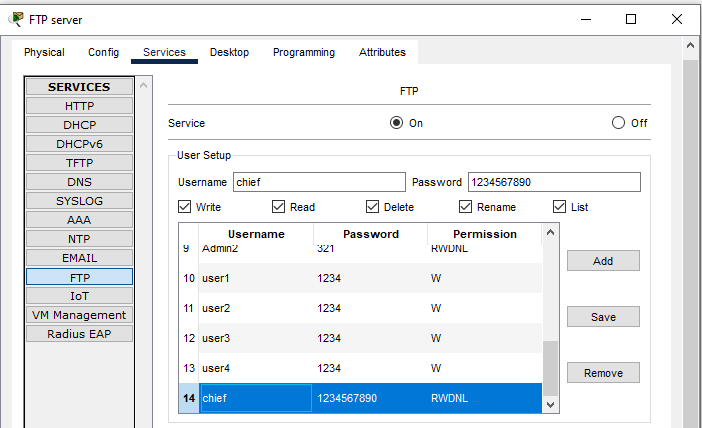 FTP server
Physical Config Services Desktop Programming Attributes
SERVICES
HTTP
DHCP
DHCPv6
TFTP
DNS
SYSLOG
AAA
NTP
EMAIL
FTP
IoT
VM Management
Radius EAP
FTP
Service On Off
User Setup
Username chief Password 1234567890
Write Read Delete Rename List
Username Password Permission
9 Admin2 321 RWDNL
10 user1 1234 W
11 user2 1234 W
12 user3 1234 W
13 user4 1234 W
14 chief 1234567890 RWDNL
Add
Save
Remove